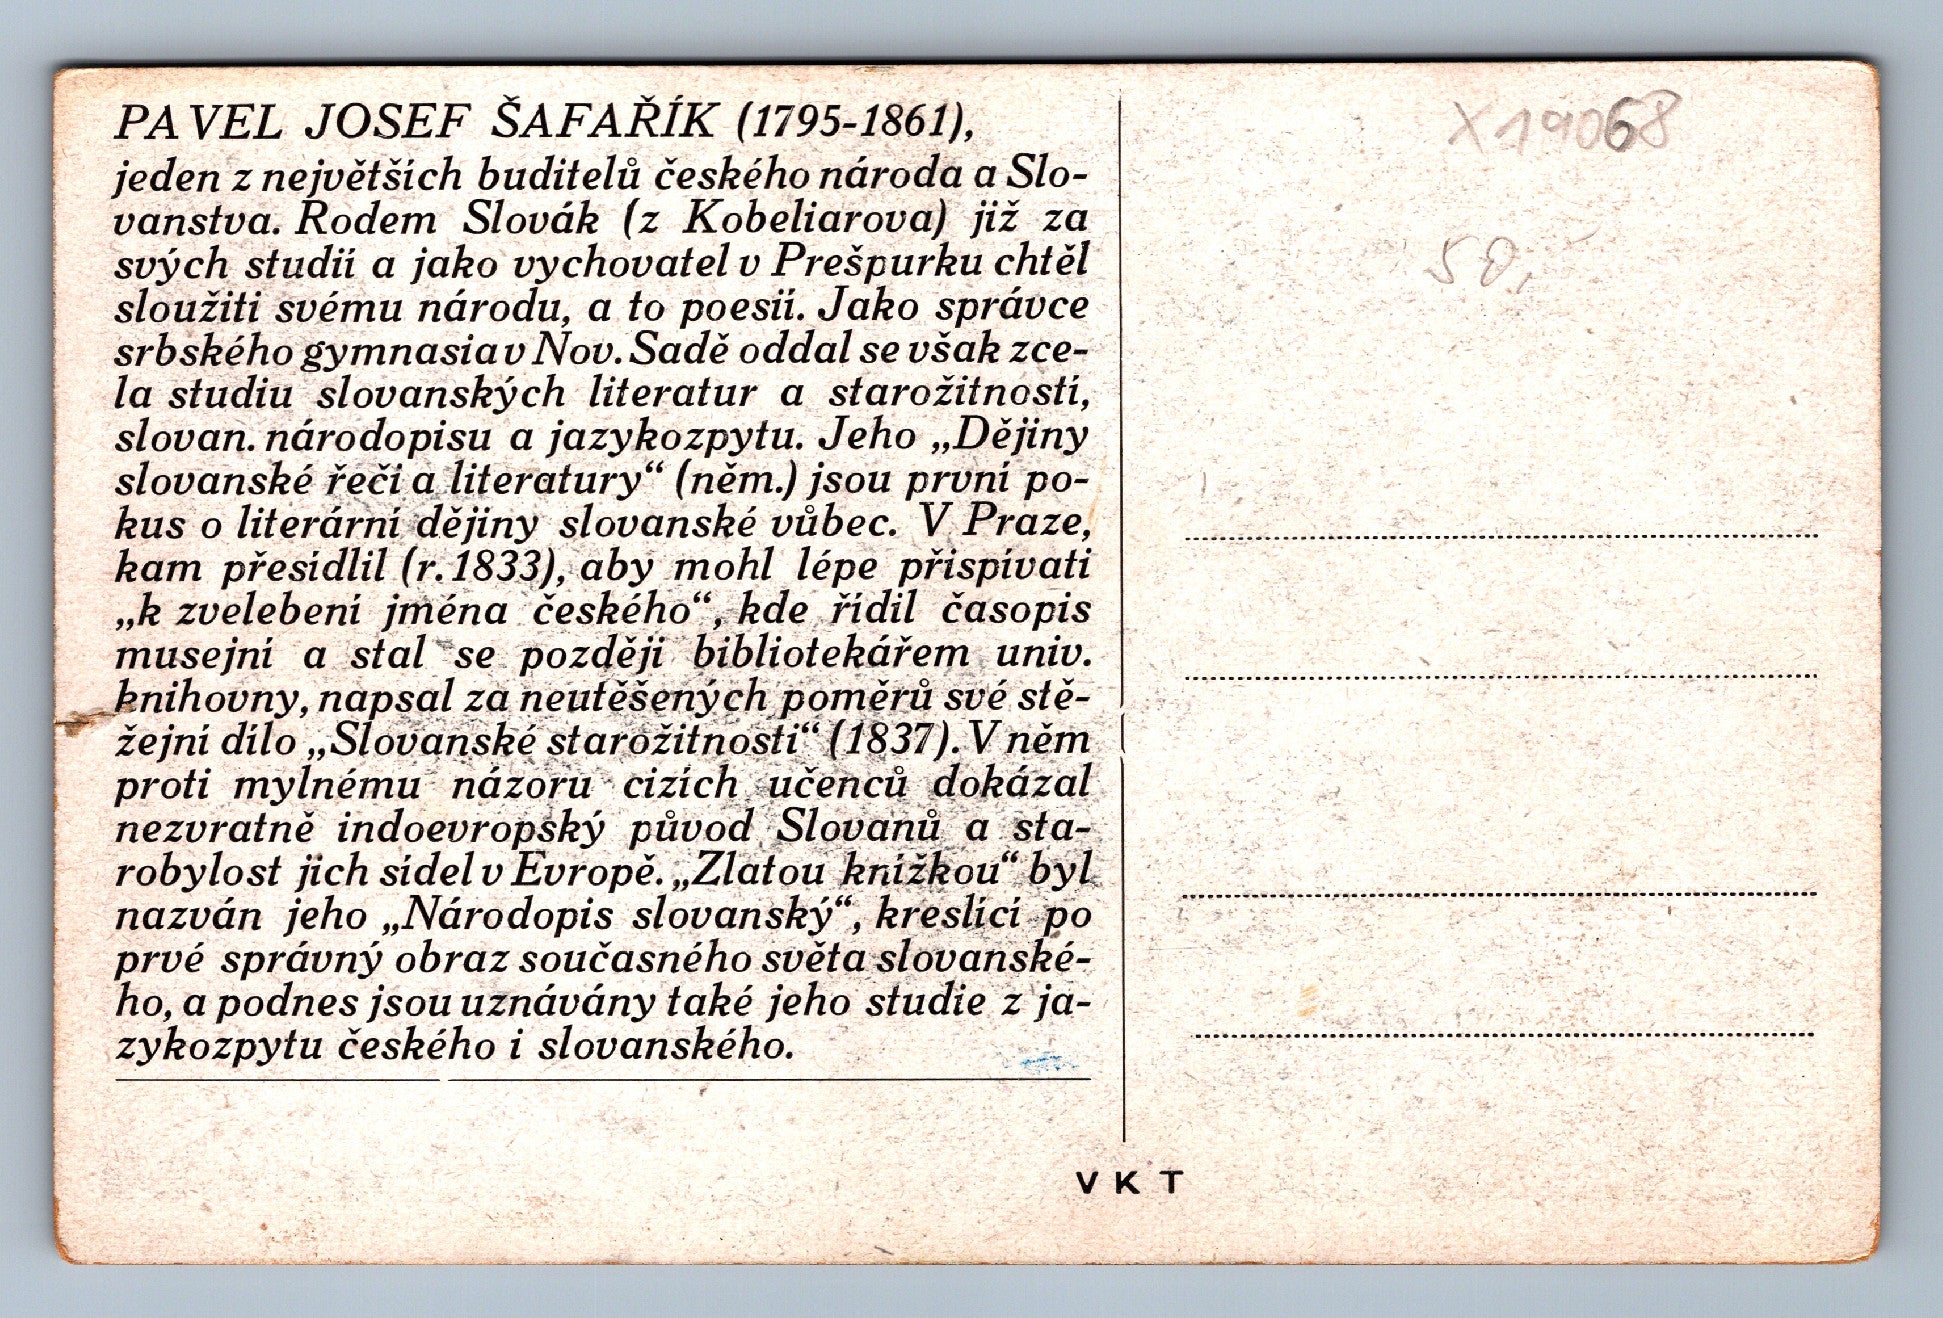 PAVEL JOSEF ŠAFAŘÍK (1795-1861),
jeden z největších buditelů českého národa a Slo-
vanstva. Rodem Slovák (z Kobeliarova) již za
svých studií a jako vychovatel v Prešpurku chtěl
sloužiti svému národu, a to poesií. Jako správce
srbského gymnasia v Nov. Sadě oddal se však zce-
la studiu slovanských literatur a starožitností,
slovan. národopisu a jazykozpytu. Jeho „Dějiny
slovanské řeči a literatury“ (něm.) jsou první po-
kus o literární dějiny slovanské vůbec. V Praze,
kam přesídlil (r. 1833), aby mohl lépe přispívati
„k zvelebení jména českého“, kde řídil časopis
musejní a stal se později bibliotekářem univ.
knihovny, napsal za neutěšených poměrů své stě-
žejní dílo „Slovanské starožitnosti“ (1837). V něm
proti mylnému názoru cizích učenců dokázal
nezvratně indoevropský původ Slovanů a sta-
robylost jich sídel v Evropě. „Zlatou knížkou“ byl
nazván jeho „Národopis slovanský“, kreslící po
prvé správný obraz současného světa slovanské-
ho, a podnes jsou uznávány také jeho studie z ja-
zykozpytu českého i slovanského.
X19068
50,-
V K T